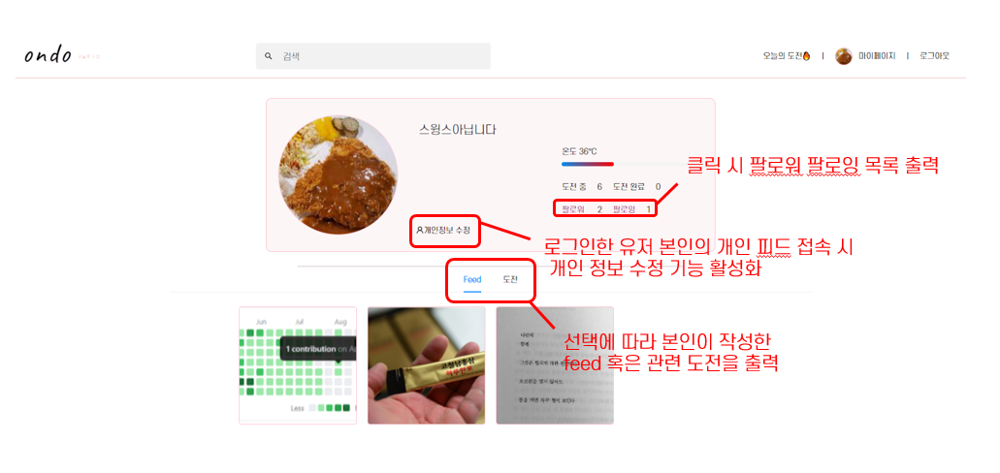 ondo
검색
오늘의 도전🔥 | 마이페이지 | 로그아웃
스윙스아닙니다
온도 36℃
도전 중 6 도전 완료 0
팔로워 2 팔로잉 1
클릭 시 팔로워 팔로잉 목록 출력
개인정보 수정
로그인한 유저 본인의 개인 피드 접속 시
개인 정보 수정 기능 활성화
Feed 도전
선택에 따라 본인이 작성한
feed 혹은 관련 도전을 출력
Jun Jul Aug
1 contribution on
Less
고철남홍삼